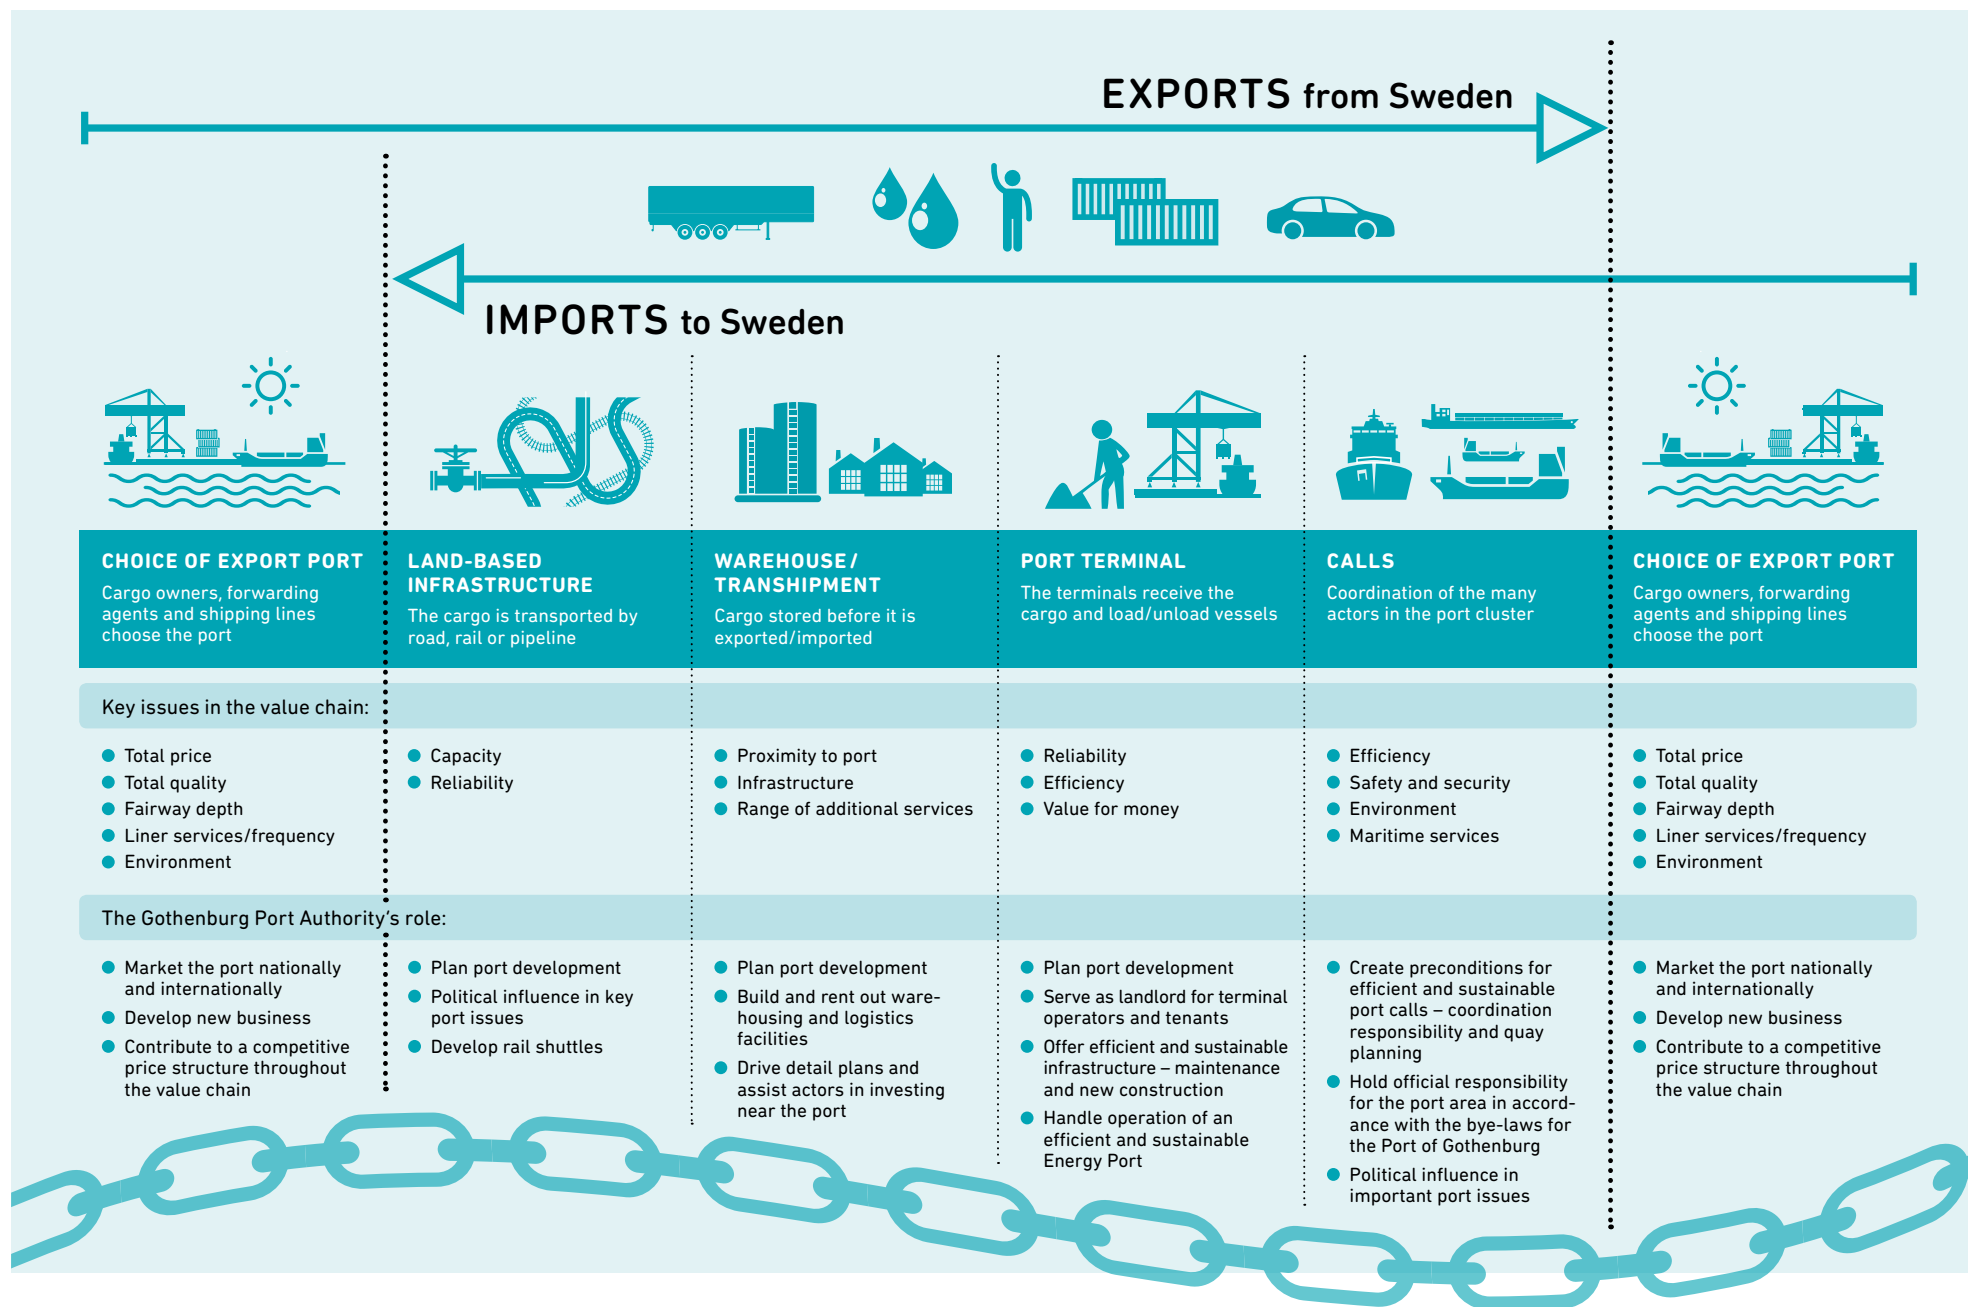 EXPORTS from Sweden
IMPORTS to Sweden
CHOICE OF EXPORT PORT
Cargo owners, forwarding
agents and shipping lines
choose the port
LAND-BASED
INFRASTRUCTURE
The cargo is transported by
road, rail or pipeline
WAREHOUSE /
TRANSHIPMENT
Cargo stored before it is
exported/imported
PORT TERMINAL
The terminals receive the
cargo and load/unload vessels
CALLS
Coordination of the many
actors in the port cluster
CHOICE OF EXPORT PORT
Cargo owners, forwarding
agents and shipping lines
choose the port
Key issues in the value chain:
Total price
Total quality
Fairway depth
Liner services/frequency
Environment
Capacity
Reliability
Proximity to port
Infrastructure
Range of additional services
Reliability
Efficiency
Value for money
Efficiency
Safety and security
Environment
Maritime services
Total price
Total quality
Fairway depth
Liner services/frequency
Environment
The Gothenburg Port Authority's role:
Market the port nationally
and internationally
Develop new business
Contribute to a competitive
price structure throughout
the value chain
Plan port development
Political influence in key
port issues
Develop rail shuttles
Plan port development
Build and rent out ware-
housing and logistics
facilities
Drive detail plans and
assist actors in investing
near the port
Plan port development
Serve as landlord for terminal
operators and tenants
Offer efficient and sustainable
infrastructure – maintenance
and new construction
Handle operation of an
efficient and sustainable
Energy Port
Create preconditions for
efficient and sustainable
port calls – coordination
responsibility and quay
planning
Hold official responsibility
for the port area in accord-
ance with the bye-laws for
the Port of Gothenburg
Political influence in
important port issues
Market the port nationally
and internationally
Develop new business
Contribute to a competitive
price structure throughout
the value chain